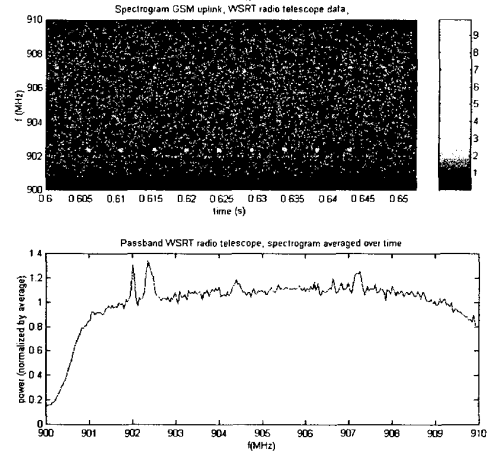 Spectrogram GSM uplink, WSRT radio telescope data,
910
908
906
904
902
900
f (MHz)
0.6 0.605 0.61 0.615 0.62 0.625 0.63 0.635 0.64 0.645 0.65
time (s)
9
8
7
6
5
4
3
2
1
Passband WSRT radio telescope, spectrogram averaged over time
1.4
1.2
1
0.8
0.6
0.4
0.2
0
power (normalized by average)
900 901 902 903 904 905 906 907 908 909 910
f(MHz)